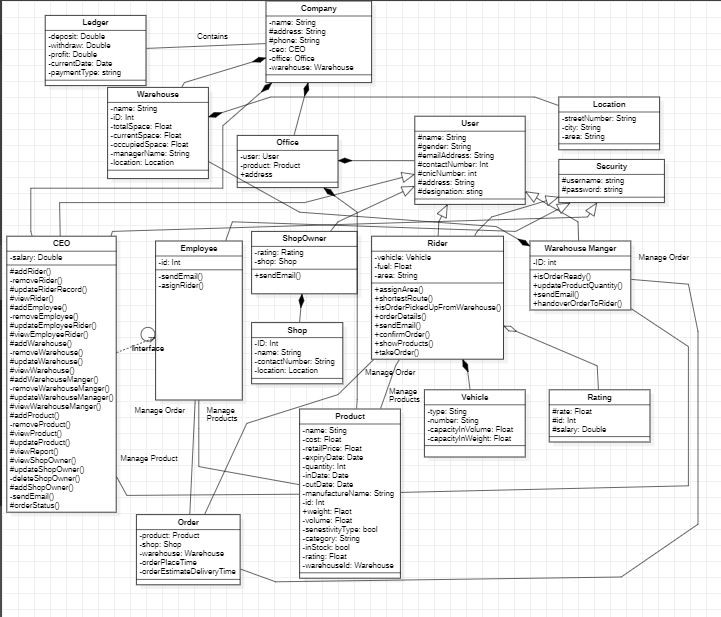 Company
-name: String
#address: String
#phone: String
-ceo: CEO
-office: Office
-warehouse: Warehouse
Ledger
-deposit: Double
-withdraw: Double
-profit: Double
-currentDate: Date
-paymentType: string
Contains
Warehouse
-name: String
-iD: Int
-totalSpace: Float
-currentSpace: Float
-occupiedSpace: Float
-managerName: String
-location: Location
Location
-streetNumber: String
-city: String
-area: String
User
#name: String
#gender: String
#emailAddress: String
#contactNumber: Int
#cnicNumber: int
#address: String
#designation: sting
Office
-user: User
-product: Product
+address
Security
#username: string
#password: string
CEO
-salary: Double
#addRider()
-removeRider()
#updateRiderRecord()
#viewRider()
#addEmployee()
-removeEmployee()
#updateEmployeeRider()
#viewEmployeeRider()
#addWarehouse()
-removeWarehouse()
#updateWarehouse()
#viewWarehouse()
#addWarehouseManger()
-removeWarehouseManger()
#updateWarehouseManager()
#viewWarehouseManger()
#addProduct()
-removeProduct()
#viewProduct()
#updateProduct()
#viewReport()
#viewShopOwner()
#updateShopOwner()
-deleteShopOwner()
#addShopOwner()
-sendEmail()
#orderStatus()
Interface
Employee
-id: Int
-sendEmail()
-asignRider()
ShopOwner
-rating: Rating
-shop: Shop
+sendEmail()
Rider
-vehicle: Vehicle
-fuel: Float
-area: String
+assignArea()
+shortestRoute()
+isOrderPickedUpFromWarehouse()
+orderDetails()
+sendEmail()
+confirmOrder()
+showProducts()
+takeOrder()
Warehouse Manger
-ID: int
+isOrderReady()
+updateProductQuantity()
+sendEmail()
+handoverOrderToRider()
Manage Order
Shop
-ID: Int
-name: String
-contactNumber: String
-location: Location
Manage Order
Manage
Products
Vehicle
-type: String
-number: String
-capacityInVolume: Float
-capacityInWeight: Float
Rating
#rate: Float
#id: Int
#salary: Double
Manage Order
Manage
Products
Manage Product
Product
-name: Sting
-cost: Float
-retailPrice: Float
-expiryDate: Date
-quantity: Int
-inDate: Date
-outDate: Date
-manufactureName: String
-id: Int
+weight: Flaot
-volume: Float
-senestivityType: bool
-category: String
-inStock: bool
-rating: Float
-warehouseId: Warehouse
Order
-product: Product
-shop: Shop
-warehouse: Warehouse
-orderPlaceTime
-orderEstimateDeliveryTime